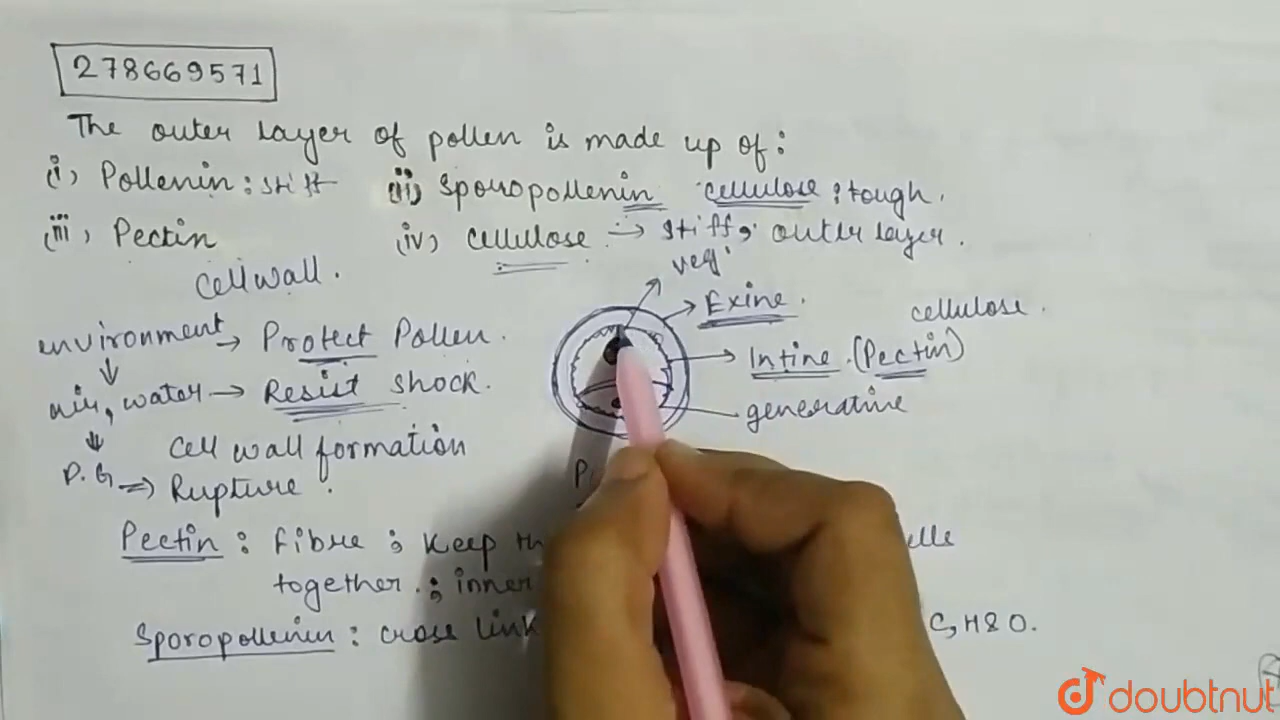 278669571
The outer layer of pollen is made up of:
(i) Pollenin : stiff (ii) Sporopollenin cellulose : tough.
(iii) Pectin (iv) cellulose → stiff, outer layer.
cell wall.
veg
Exine.
cellulose.
environment → Protect Pollen.
Intine. (Pectin)
air, water → Resist shock.
generative
cell wall formation
P.G → Rupture.
Pectin : fibre ; keep
together. ; inner
Sporopollenin : cross link
doubtnut